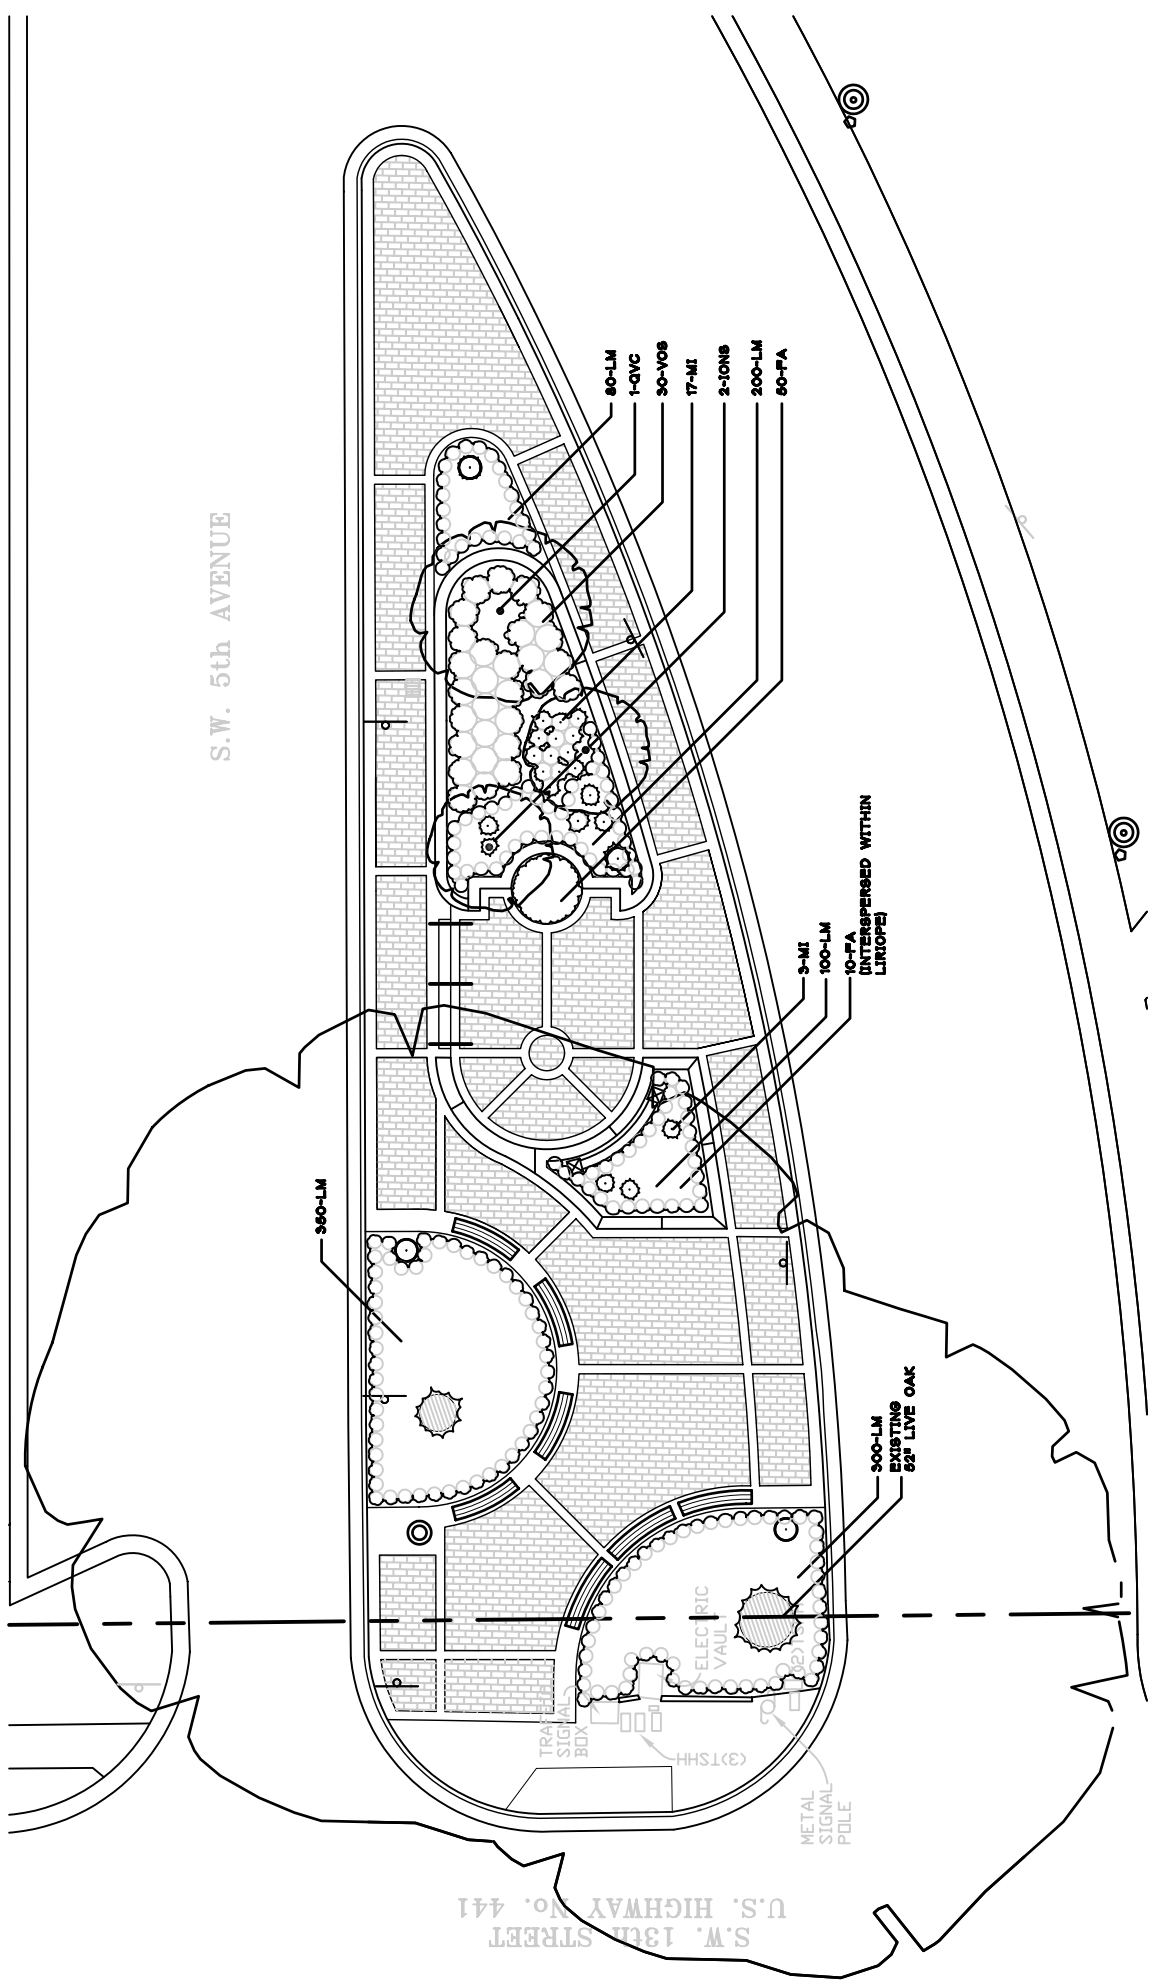 S.W. 5th AVENUE
80-LM
1-QVC
30-VOS
17-MI
2-IONS
200-LM
50-FA
3-MI
100-LM
10-FA
(INTERSPERSED WITHIN
LIRIOPE)
350-LM
300-LM
EXISTING
52" LIVE OAK
ELECTRIC
VAULT
SIGNAL
BOX
HH2T(3)
METAL
SIGNAL
POLE
U.S. HIGHWAY No. 441
S.W. 13th STREET